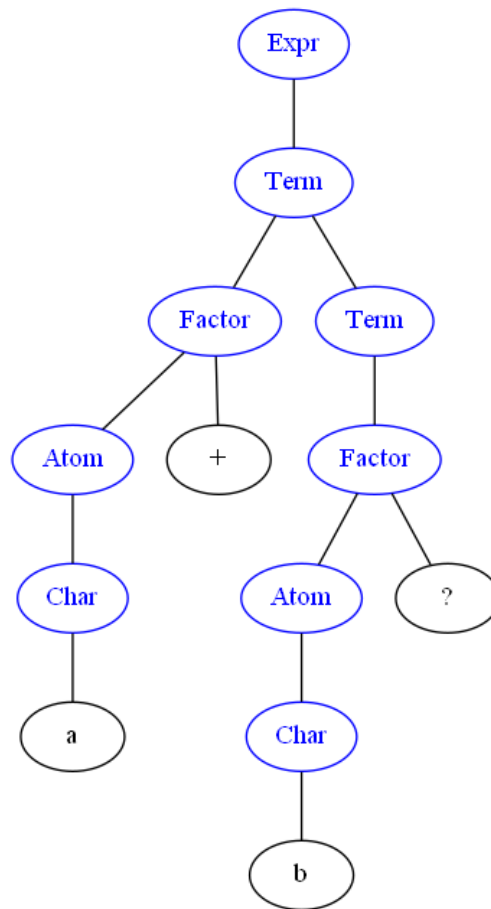 Expr
Term
Factor Term
Atom + Factor
Char Atom ?
a Char
b